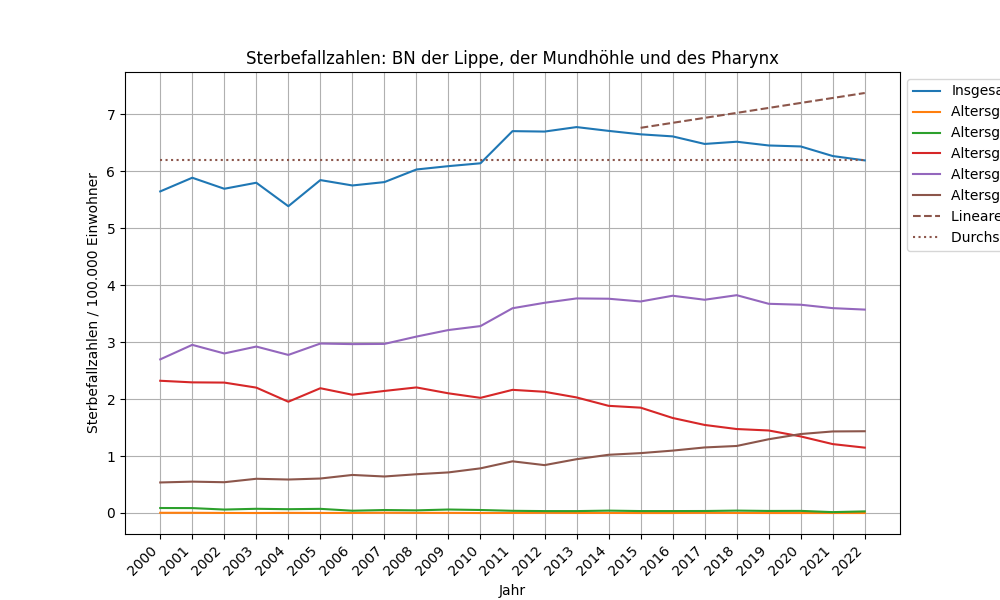 Sterbefallzahlen: BN der Lippe, der Mundhöhle und des Pharynx
Sterbefallzahlen / 100.000 Einwohner
7
6
5
4
3
2
1
0
2000
2001
2002
2003
2004
2005
2006
2007
2008
2009
2010
2011
2012
2013
2014
2015
2016
2017
2018
2019
2020
2021
2022
Jahr
Insgesa
Altersg
Altersg
Altersg
Altersg
Altersg
Lineare
Durchs